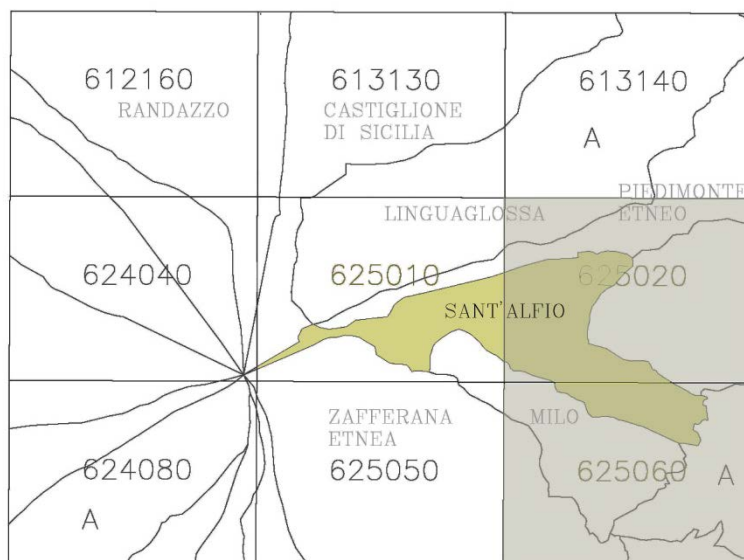 612160
RANDAZZO
613130
CASTIGLIONE
DI SICILIA
613140
A
PIEDIMONTE
ETNEO
LINGUAGLOSSA
624040
625010
625020
SANT'ALFIO
ZAFFERANA
ETNEA
MILO
624080
625050
625060
A
A